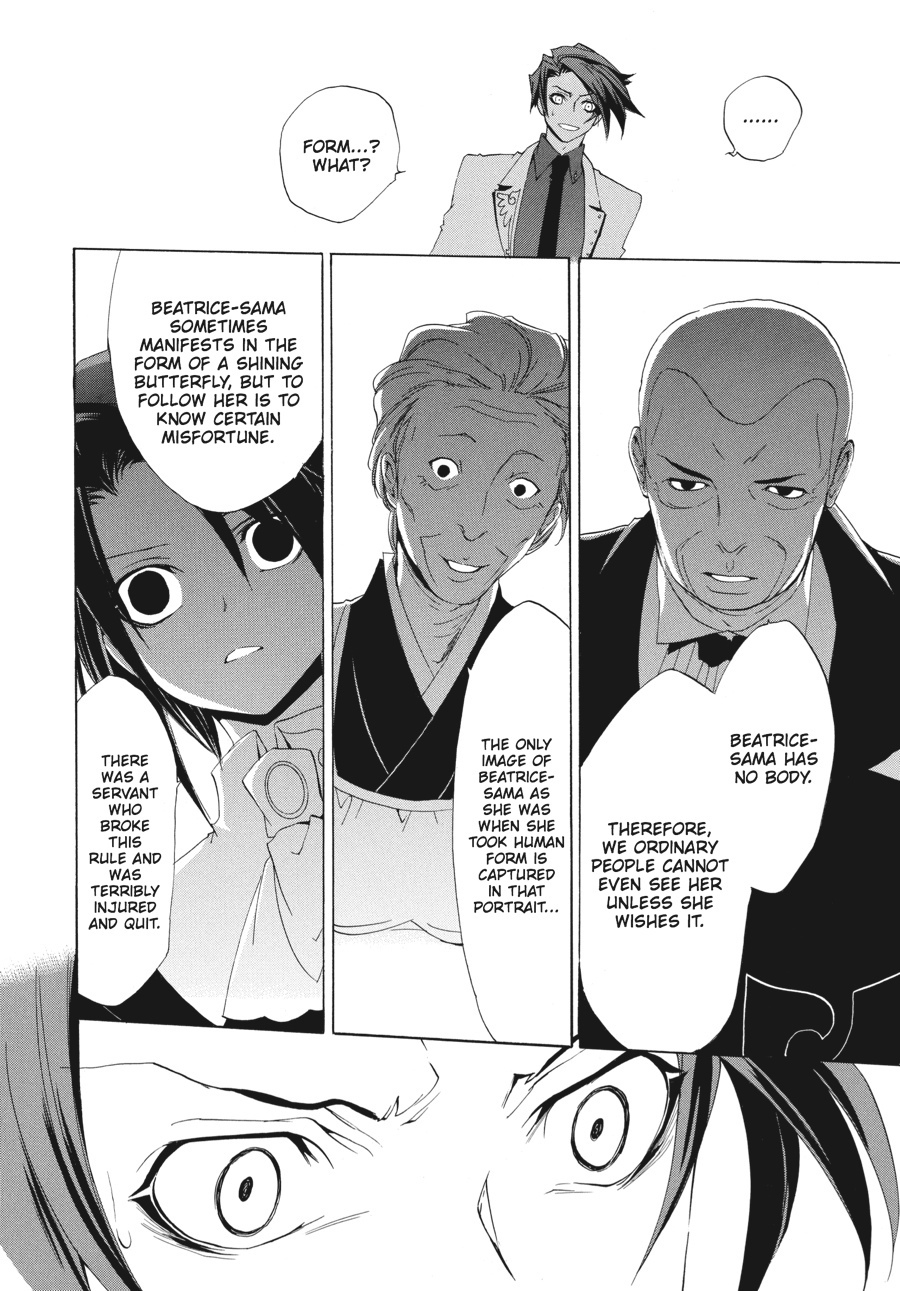 ......
FORM...?
WHAT?
BEATRICE-
SAMA HAS
NO BODY.
THEREFORE,
WE ORDINARY
PEOPLE CANNOT
EVEN SEE HER
UNLESS SHE
WISHES IT.
THE ONLY
IMAGE OF
BEATRICE-
SAMA AS
SHE WAS
WHEN SHE
TOOK HUMAN
FORM IS
CAPTURED
IN THAT
PORTRAIT...
BEATRICE-SAMA
SOMETIMES
MANIFESTS IN THE
FORM OF A SHINING
BUTTERFLY, BUT TO
FOLLOW HER IS TO
KNOW CERTAIN
MISFORTUNE.
THERE
WAS A
SERVANT
WHO
BROKE
THIS
RULE AND
WAS
TERRIBLY
INJURED
AND QUIT.